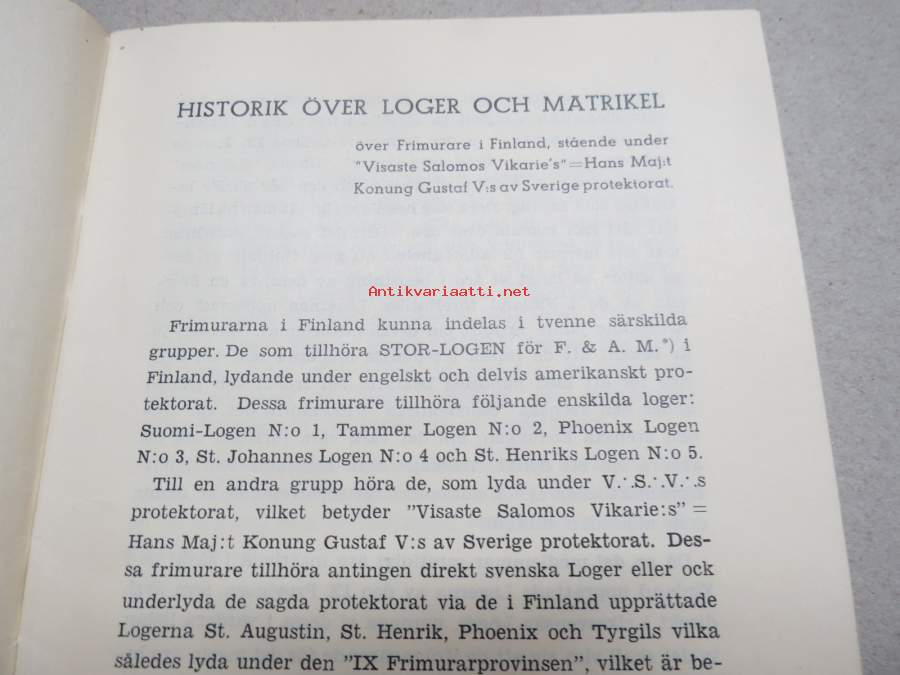 HISTORIK ÖVER LOGER OCH MATRIKEL
över Frimurare i Finland, stående under
"Visaste Salomos Vikarie's" = Hans Maj:t
Konung Gustaf V:s av Sverige protektorat.
Antikvariaatti.net
Frimurarna i Finland kunna indelas i tvenne särskilda
grupper. De som tillhöra STOR-LOGEN för F. & A. M.*) i
Finland, lydande under engelskt och delvis amerikanskt pro-
tektorat. Dessa frimurare tillhöra följande enskilda loger:
Suomi-Logen N:o 1, Tammer Logen N:o 2, Phoenix Logen
N:o 3, St. Johannes Logen N:o 4 och St. Henriks Logen N:o 5.
Till en andra grupp höra de, som lyda under V.·.S.·.V.·.s
protektorat, vilket betyder "Visaste Salomos Vikarie:s" =
Hans Maj:t Konung Gustaf V:s av Sverige protektorat. Des-
sa frimurare tillhöra antingen direkt svenska Loger eller ock
underlyda de sagda protektorat via de i Finland upprättade
Logerna St. Augustin, St. Henrik, Phoenix och Tyrgils vilka
således lyda under den "IX Frimurarprovinsen", vilket är be-